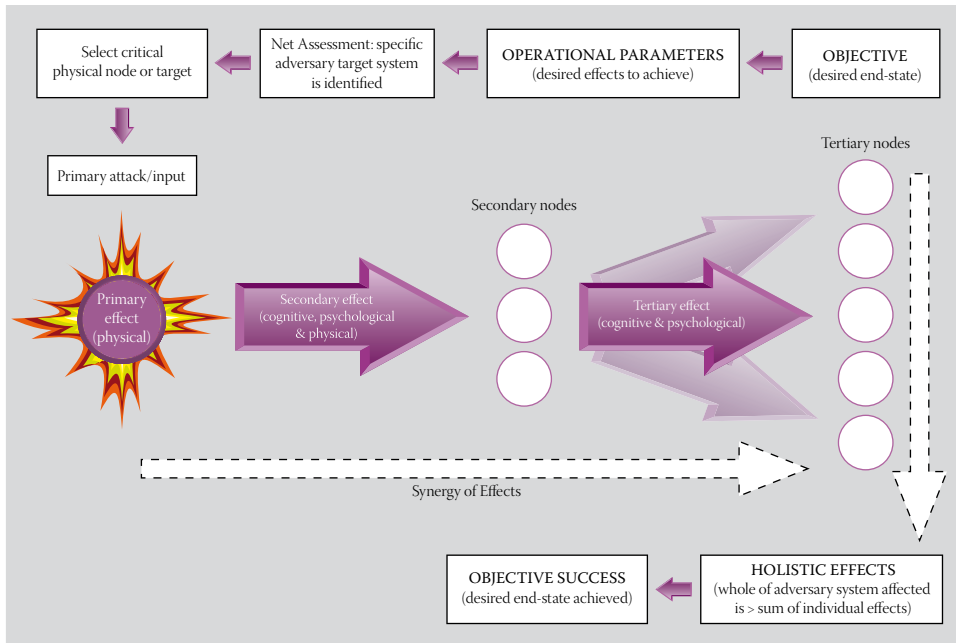 Select critical
physical node or target
Net Assessment: specific
adversary target system
is identified
OPERATIONAL PARAMETERS
(desired effects to achieve)
OBJECTIVE
(desired end-state)
Primary attack/input
Tertiary nodes
Secondary nodes
Primary
effect
(physical)
Secondary effect
(cognitive, psychological
& physical)
Tertiary effect
(cognitive & psychological)
Synergy of Effects
OBJECTIVE SUCCESS
(desired end-state achieved)
HOLISTIC EFFECTS
(whole of adversary system affected
is > sum of individual effects)